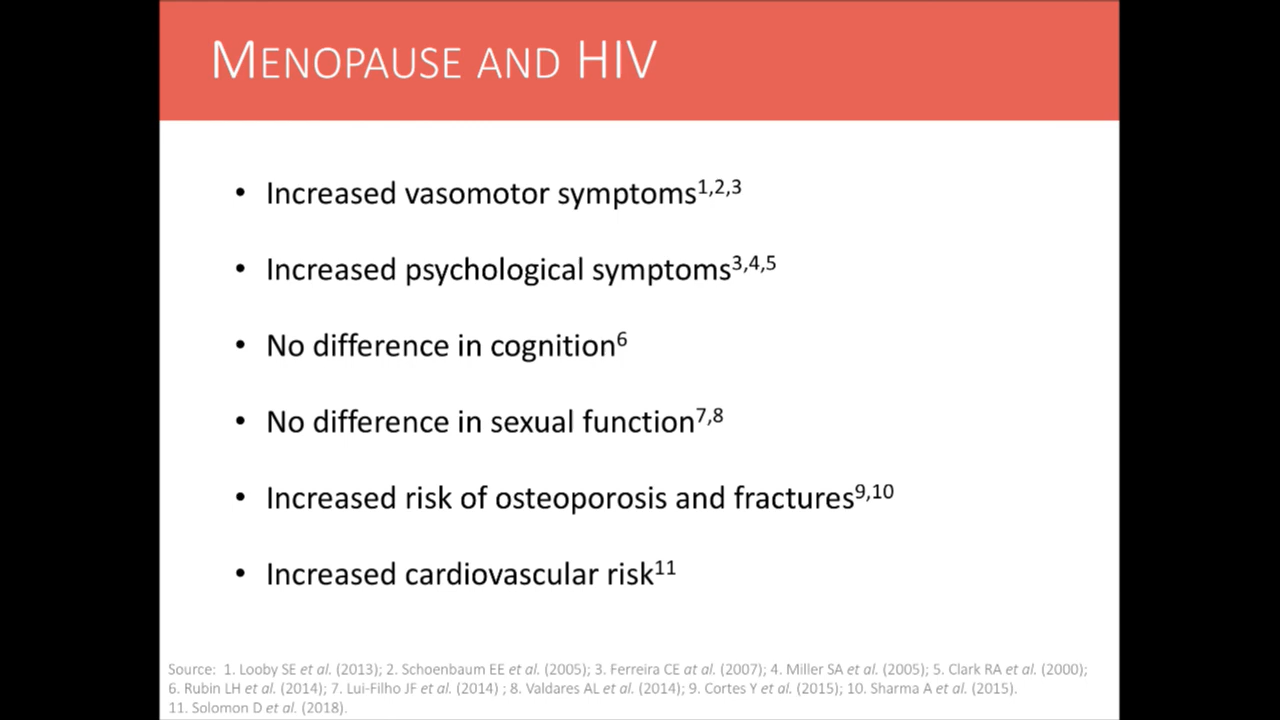 MENOPAUSE AND HIV
• Increased vasomotor symptoms1,2,3
• Increased psychological symptoms3,4,5
• No difference in cognition6
• No difference in sexual function7,8
• Increased risk of osteoporosis and fractures9,10
• Increased cardiovascular risk11
Source: 1. Looby SE et al. (2013); 2. Schoenbaum EE et al. (2005); 3. Ferreira CE at al. (2007); 4. Miller SA et al. (2005); 5. Clark RA et al. (2000);
6. Rubin LH et al. (2014); 7. Lui-Filho JF et al. (2014) ; 8. Valdares AL et al. (2014); 9. Cortes Y et al. (2015); 10. Sharma A et al. (2015).
11. Solomon D et al. (2018).